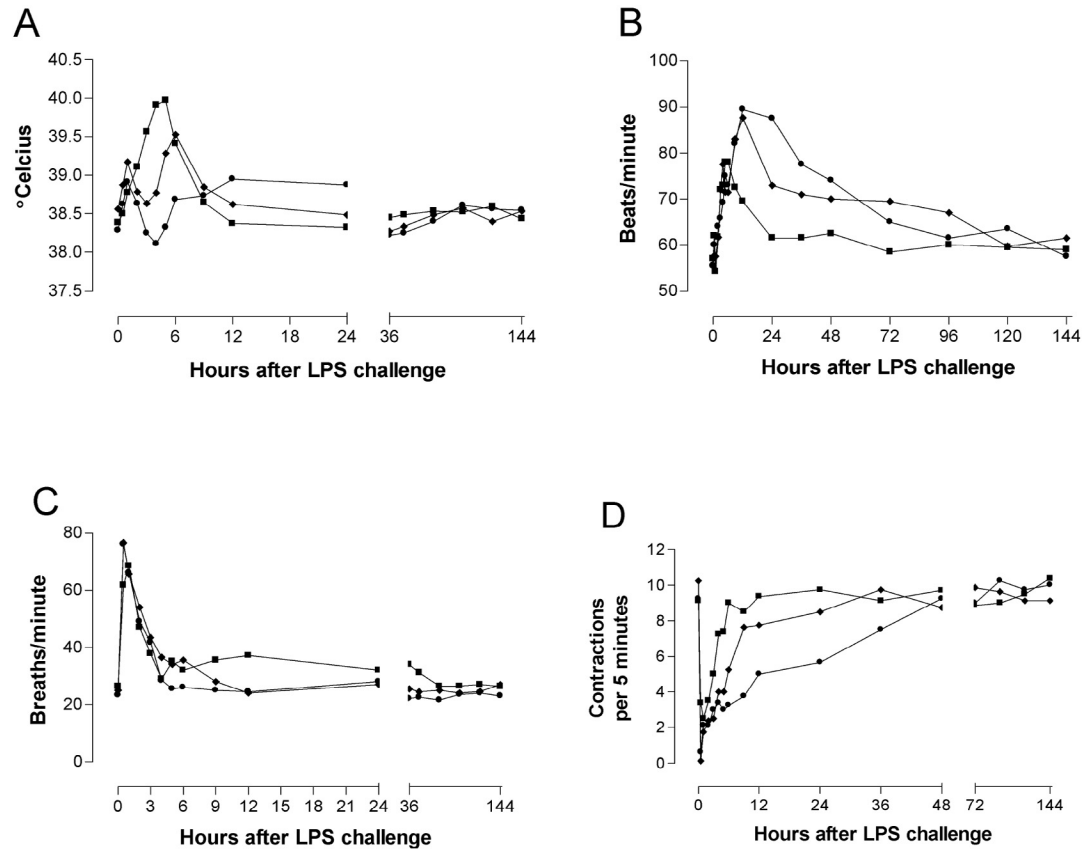 A
40.5
40.0
39.5
39.0
38.5
38.0
37.5
°Celcius
0 6 12 18 24 36 144
Hours after LPS challenge
B
100
90
80
70
60
50
Beats/minute
0 24 48 72 96 120 144
Hours after LPS challenge
C
80
60
40
20
0
Breaths/minute
0 3 6 9 12 15 18 21 24 36 144
Hours after LPS challenge
D
12
10
8
6
4
2
0
Contractions
per 5 minutes
0 12 24 36 48 72 144
Hours after LPS challenge